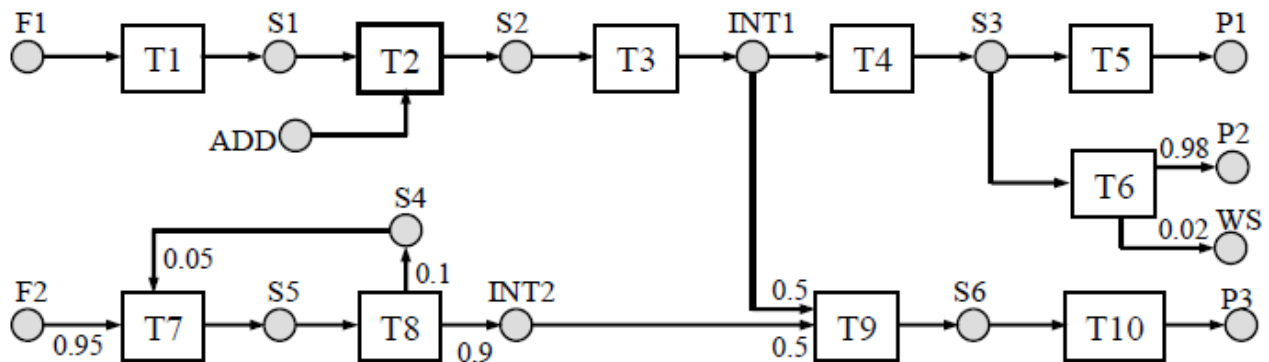 F1
S1
S2
INT1
S3
P1
T1
T2
T3
T4
T5
ADD
P2
0.98
T6
S4
WS
0.02
0.05
F2
S5
0.1
INT2
0.5
S6
P3
T7
T8
T9
T10
0.95
0.9
0.5